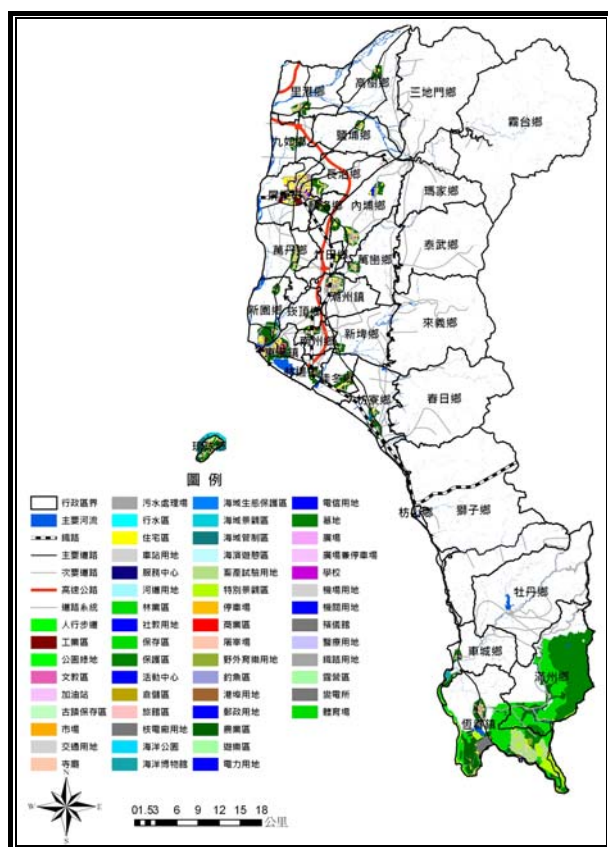 里港鄉
高樹鄉
三地門鄉
霧台鄉
鹽埔鄉
九如鄉
長治鄉
瑪家鄉
內埔鄉
泰武鄉
萬丹鄉
萬巒鄉
潮州鎮
來義鄉
新園鄉
崁頂鄉
新埤鄉
春日鄉
枋寮鄉
獅子鄉
牡丹鄉
車城鄉
滿州鄉
恆春鎮
圖例
行政區界
主要河流
鐵路
主要道路
次要道路
高速公路
道路系統
人行步道
工業區
公園綠地
文教區
加油站
古蹟保存區
市場
交通用地
寺廟
污水處理場
行水區
住宅區
車站用地
服務中心
河道用地
林業區
社教用地
保存區
保護區
活動中心
倉儲區
旅館區
核電廠用地
海洋公園
海洋博物館
海域生態保護區
海域景觀區
海域管制區
海濱遊憩區
畜產試驗用地
特別景觀區
停車場
商業區
屠宰場
野外育樂用地
釣魚區
港埠用地
郵政用地
農業區
遊樂區
電力用地
電信用地
墓地
廣場
廣場兼停車場
學校
機場用地
機關用地
殯儀館
醫療用地
鐵路用地
露營區
變電所
體育場
N
W
E
S
01.53 6 9 12 15 18
公里